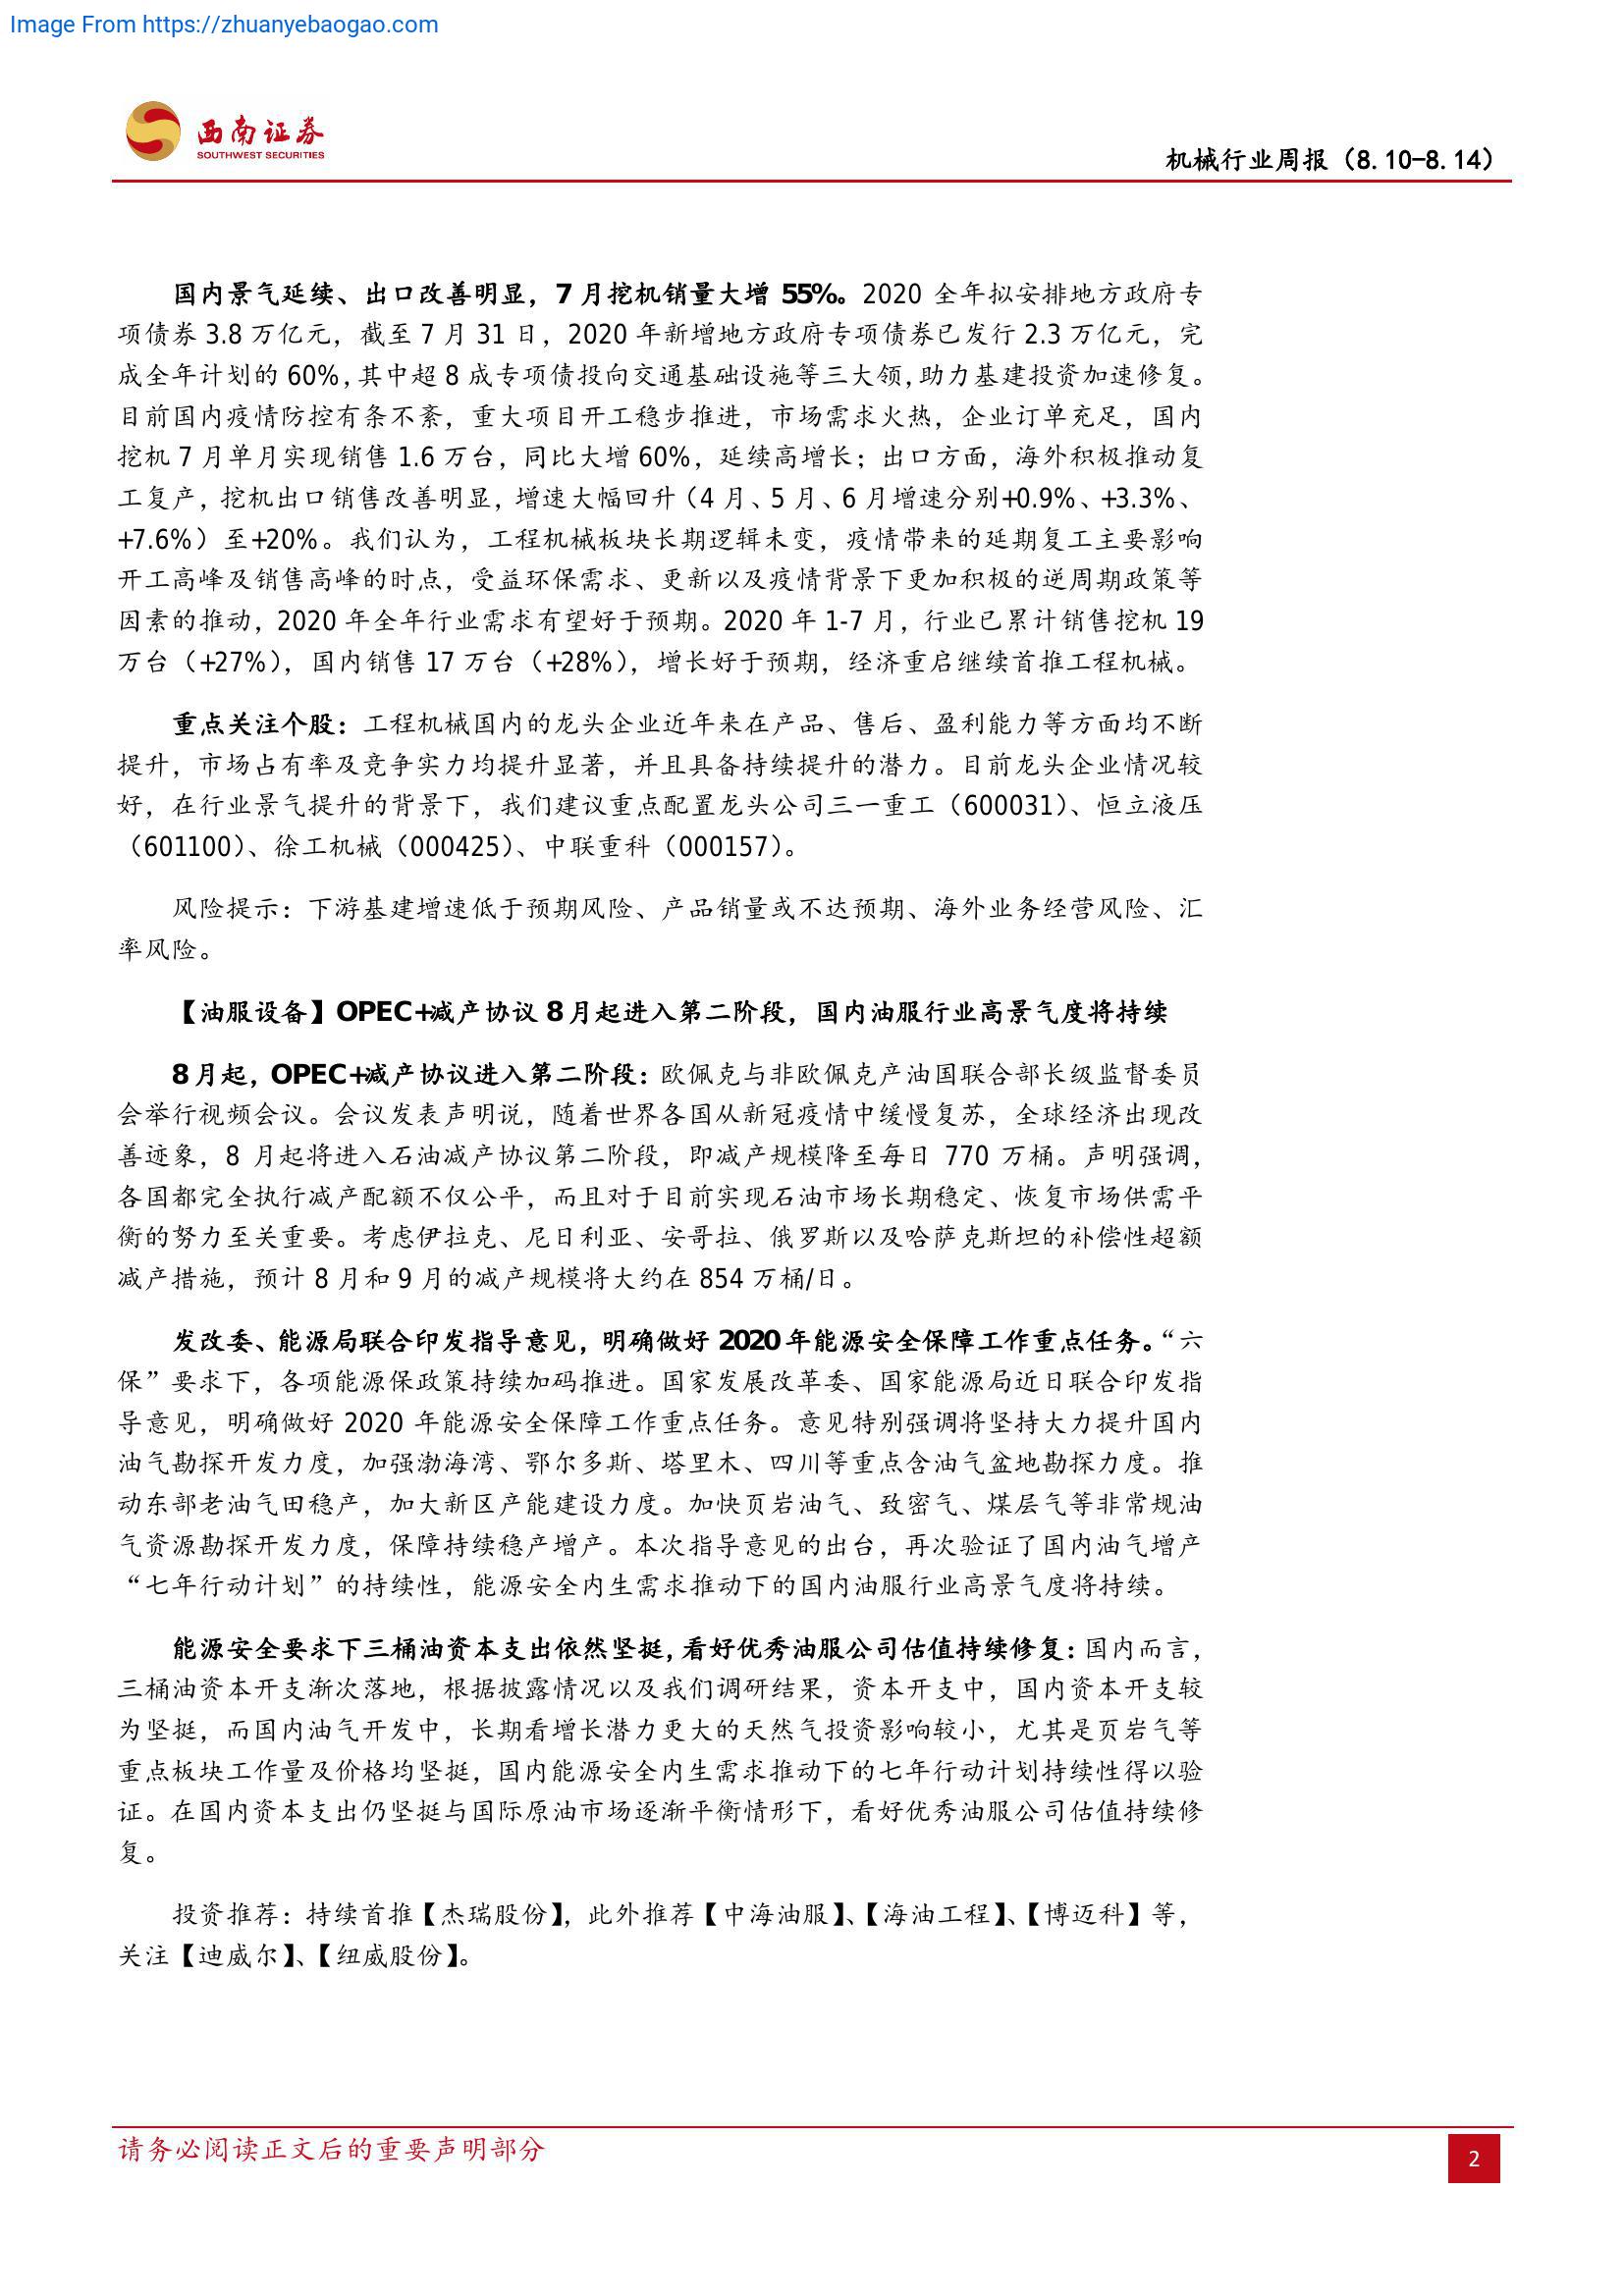 Image From https://zhuanyebaogao.com
西南证券
SOUTHWEST SECURITIES
机械行业周报（8.10-8.14）
国内景气延续、出口改善明显，7 月挖机销量大增 55%。2020 全年拟安排地方政府专
项债券 3.8 万亿元，截至 7 月 31 日，2020 年新增地方政府专项债券已发行 2.3 万亿元，完
成全年计划的 60%，其中超 8 成专项债投向交通基础设施等三大领，助力基建投资加速修复。
目前国内疫情防控有条不紊，重大项目开工稳步推进，市场需求火热，企业订单充足，国内
挖机 7 月单月实现销售 1.6 万台，同比大增 60%，延续高增长；出口方面，海外积极推动复
工复产，挖机出口销售改善明显，增速大幅回升（4 月、5 月、6 月增速分别+0.9%、+3.3%、
+7.6%）至+20%。我们认为，工程机械板块长期逻辑未变，疫情带来的延期复工主要影响
开工高峰及销售高峰的时点，受益环保需求、更新以及疫情背景下更加积极的逆周期政策等
因素的推动，2020 年全年行业需求有望好于预期。2020 年 1-7 月，行业已累计销售挖机 19
万台（+27%），国内销售 17 万台（+28%），增长好于预期，经济重启继续首推工程机械。
重点关注个股：工程机械国内的龙头企业近年来在产品、售后、盈利能力等方面均不断
提升，市场占有率及竞争实力均提升显著，并且具备持续提升的潜力。目前龙头企业情况较
好，在行业景气提升的背景下，我们建议重点配置龙头公司三一重工（600031）、恒立液压
（601100）、徐工机械（000425）、中联重科（000157）。
风险提示：下游基建增速低于预期风险、产品销量或不达预期、海外业务经营风险、汇
率风险。
【油服设备】OPEC+减产协议 8 月起进入第二阶段，国内油服行业高景气度将持续
8 月起，OPEC+减产协议进入第二阶段：欧佩克与非欧佩克产油国联合部长级监督委员
会举行视频会议。会议发表声明说，随着世界各国从新冠疫情中缓慢复苏，全球经济出现改
善迹象，8 月起将进入石油减产协议第二阶段，即减产规模降至每日 770 万桶。声明强调，
各国都完全执行减产配额不仅公平，而且对于目前实现石油市场长期稳定、恢复市场供需平
衡的努力至关重要。考虑伊拉克、尼日利亚、安哥拉、俄罗斯以及哈萨克斯坦的补偿性超额
减产措施，预计 8 月和 9 月的减产规模将大约在 854 万桶/日。
发改委、能源局联合印发指导意见，明确做好 2020 年能源安全保障工作重点任务。“六
保”要求下，各项能源保政策持续加码推进。国家发展改革委、国家能源局近日联合印发指
导意见，明确做好 2020 年能源安全保障工作重点任务。意见特别强调将坚持大力提升国内
油气勘探开发力度，加强渤海湾、鄂尔多斯、塔里木、四川等重点含油气盆地勘探力度。推
动东部老油气田稳产，加大新区产能建设力度。加快页岩油气、致密气、煤层气等非常规油
气资源勘探开发力度，保障持续稳产增产。本次指导意见的出台，再次验证了国内油气增产
“七年行动计划”的持续性，能源安全内生需求推动下的国内油服行业高景气度将持续。
能源安全要求下三桶油资本支出依然坚挺，看好优秀油服公司估值持续修复：国内而言，
三桶油资本开支渐次落地，根据披露情况以及我们调研结果，资本开支中，国内资本开支较
为坚挺，而国内油气开发中，长期看增长潜力更大的天然气投资影响较小，尤其是页岩气等
重点板块工作量及价格均坚挺，国内能源安全内生需求推动下的七年行动计划持续性得以验
证。在国内资本支出仍坚挺与国际原油市场逐渐平衡情形下，看好优秀油服公司估值持续修
复。
投资推荐：持续首推【杰瑞股份】，此外推荐【中海油服】、【海油工程】、【博迈科】等，
关注【迪威尔】、【纽威股份】。
请务必阅读正文后的重要声明部分
2